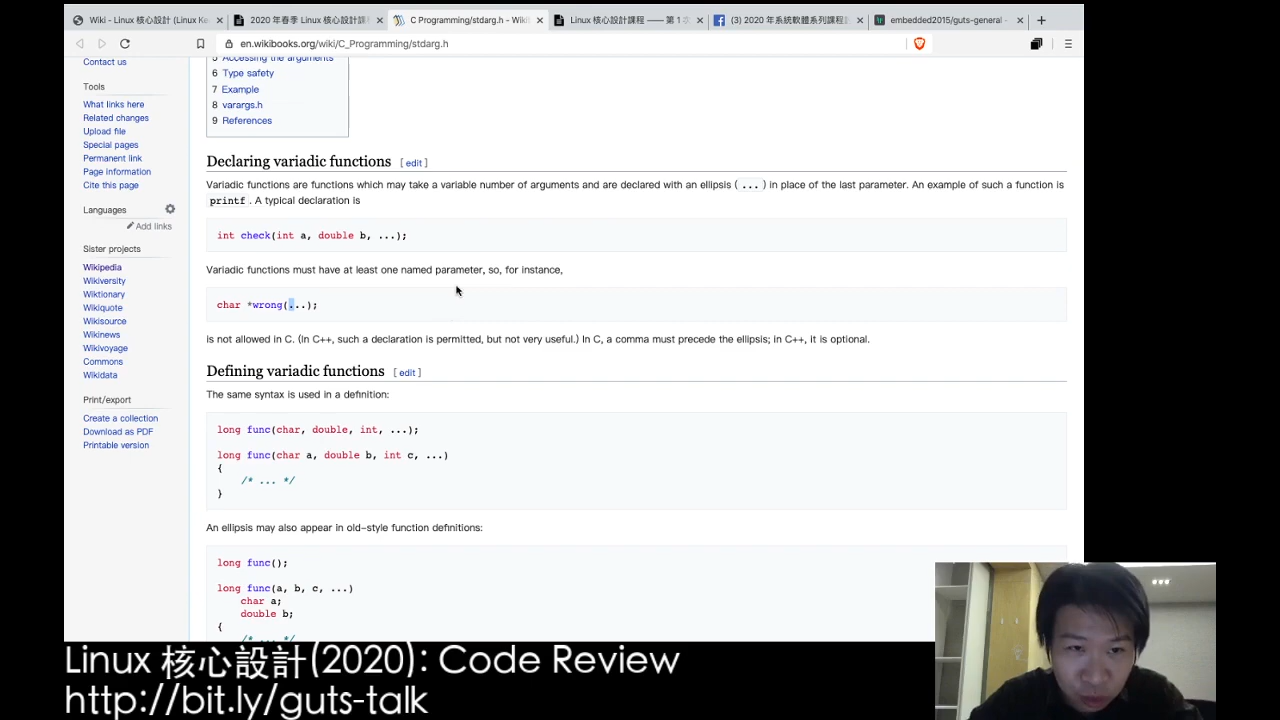 Wiki - Linux 核心設計 (Linux Ke
2020 年春季 Linux 核心設計課
C Programming/stdarg.h - Wiki
Linux 核心設計課程 —— 第 1
(3) 2020 年系統軟體系列課程
embedded2015/guts-general -
en.wikibooks.org/wiki/C_Programming/stdarg.h
Contact us
Tools
What links here
Related changes
Upload file
Special pages
Permanent link
Page information
Cite this page
Languages
Add links
Sister projects
Wikipedia
Wikiversity
Wiktionary
Wikiquote
Wikisource
Wikinews
Wikivoyage
Commons
Wikidata
Print/export
Create a collection
Download as PDF
Printable version
5 Accessing the arguments
6 Type safety
7 Example
8 varargs.h
9 References
Declaring variadic functions [ edit ]
Variadic functions are functions which may take a variable number of arguments and are declared with an ellipsis ( ... ) in place of the last parameter. An example of such a function is
printf . A typical declaration is
int check(int a, double b, ...);
Variadic functions must have at least one named parameter, so, for instance,
char *wrong(...);
is not allowed in C. (In C++, such a declaration is permitted, but not very useful.) In C, a comma must precede the ellipsis; in C++, it is optional.
Defining variadic functions [ edit ]
The same syntax is used in a definition:
long func(char, double, int, ...);
long func(char a, double b, int c, ...)
{
/* ... */
}
An ellipsis may also appear in old-style function definitions:
long func();
long func(a, b, c, ...)
char a;
double b;
{
/* ... */
Linux 核心設計(2020): Code Review
http://bit.ly/guts-talk